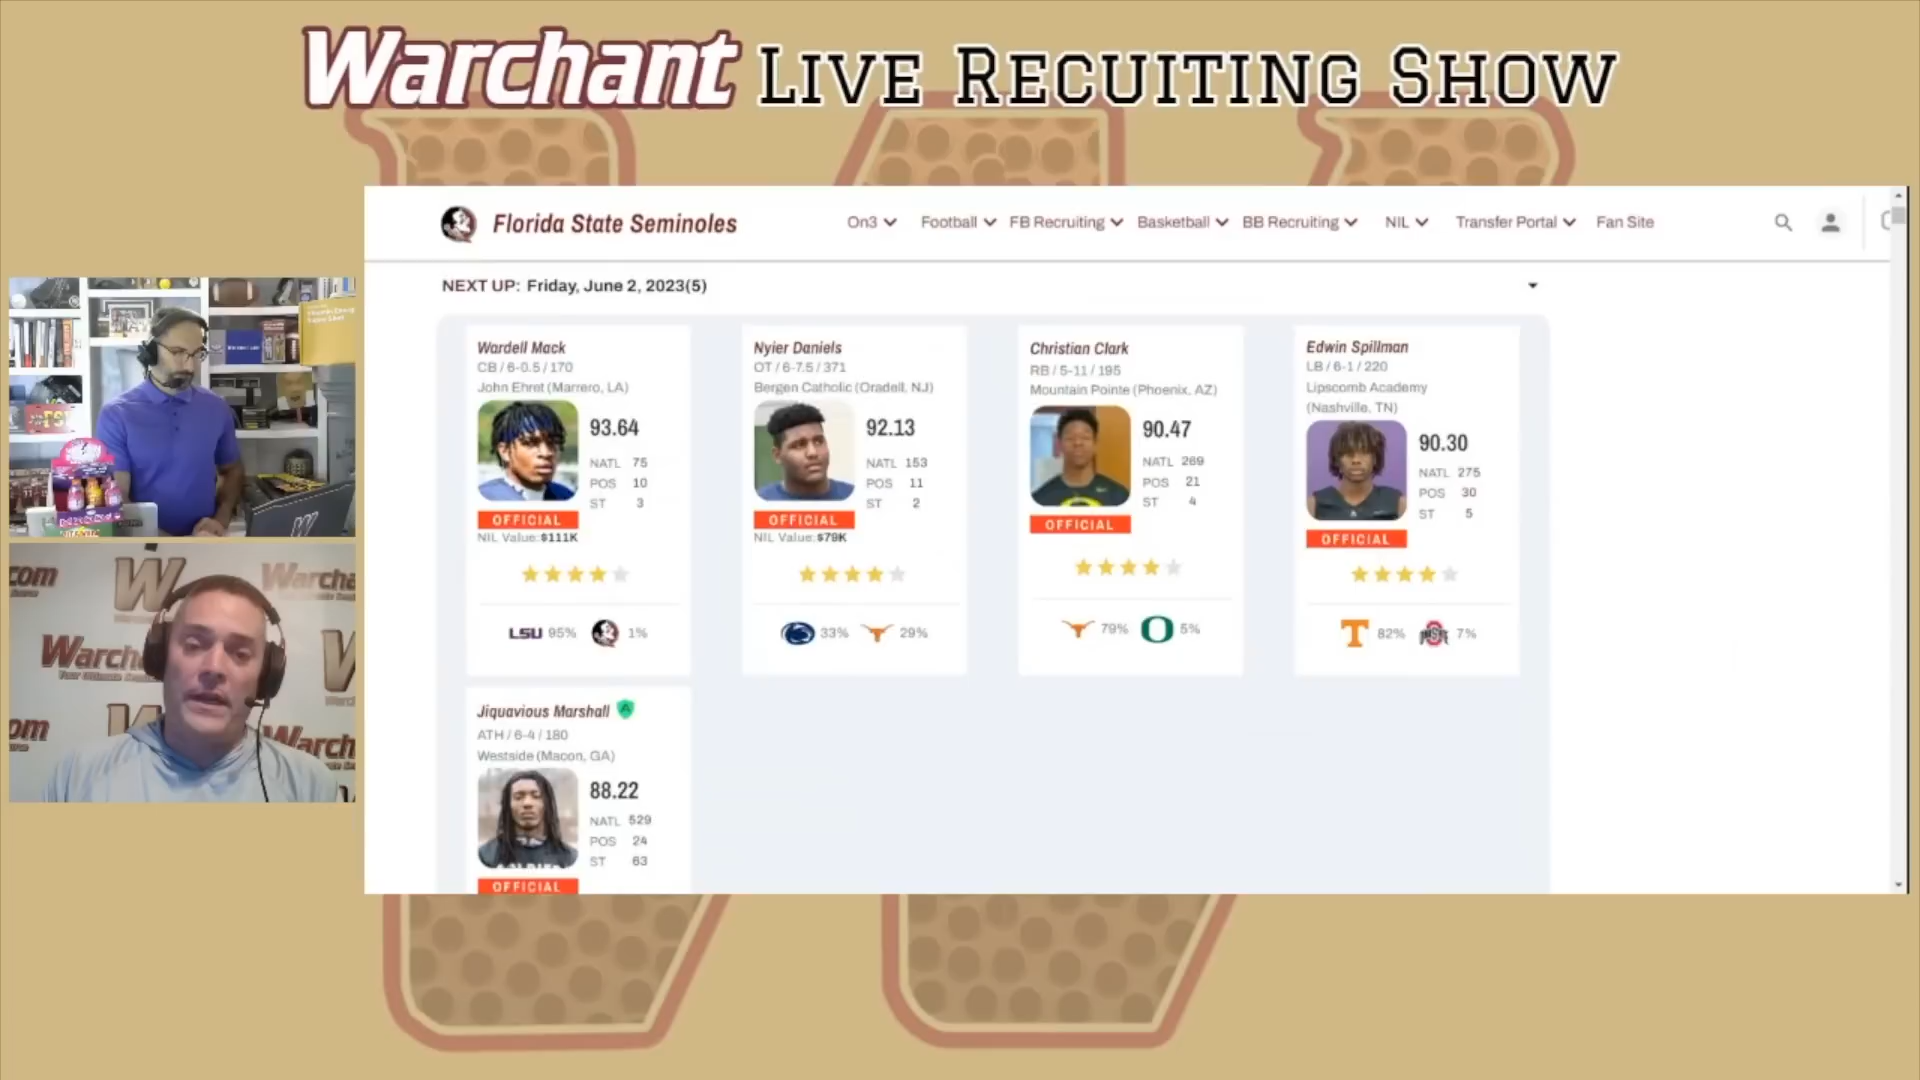 Warchant LIVE RECUITING SHOW
Florida State Seminoles
On3 Football FB Recruiting Basketball BB Recruiting NIL Transfer Portal Fan Site
NEXT UP: Friday, June 2, 2023(5)
Wardell Mack
CB / 6-0.5 / 170
John Ehret (Marrero, LA)
93.64
NATL 75
POS 10
ST 3
OFFICIAL
NIL Value: $111K
LSU 95% 1%
Nyier Daniels
OT / 6-7.5 / 371
Bergen Catholic (Oradell, NJ)
92.13
NATL 153
POS 11
ST 2
OFFICIAL
NIL Value: $79K
33% 29%
Christian Clark
RB / 5-11 / 195
Mountain Pointe (Phoenix, AZ)
90.47
NATL 269
POS 21
ST 4
OFFICIAL
79% O 5%
Edwin Spillman
LB / 6-1 / 220
Lipscomb Academy
(Nashville, TN)
90.30
NATL 275
POS 30
ST 5
OFFICIAL
T 82% 7%
Jiquavious Marshall
ATH / 6-4 / 180
Westside (Macon, GA)
88.22
NATL 529
POS 24
ST 63
OFFICIAL
.com
W
Warcha
Warch
om
Warch